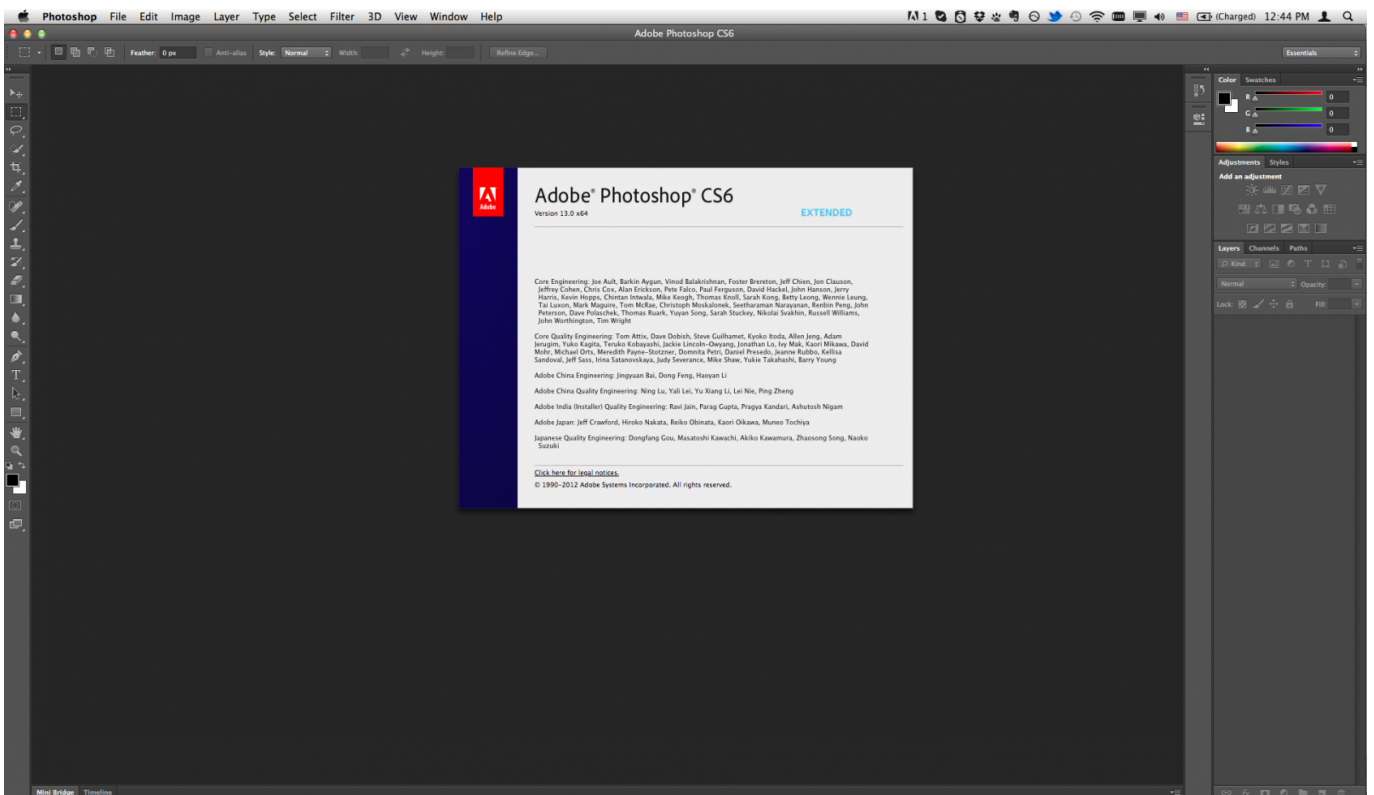 Photoshop File Edit Image Layer Type Select Filter 3D View Window Help 1 (Charged) 12:44 PM
Adobe Photoshop CS6
Feather: 0 px Anti-alias Style: Normal Width: Height: Refine Edge... Essentials
Color Swatches
R 0
G 0
B 0
Adjustments Styles
Add an adjustment
Layers Channels Paths
Kind
Normal Opacity:
Lock: Fill:
Adobe
Adobe® Photoshop® CS6
Version 13.0 x64 EXTENDED
Core Engineering: Joe Ault, Barkin Aygun, Vinod Balakrishnan, Foster Brereton, Jeff Chien, Jon Clauson,
Jeffrey Cohen, Chris Cox, Alan Erickson, Pete Falco, Paul Ferguson, David Hackel, John Hanson, Jerry
Harris, Kevin Hopps, Chintan Intwala, Mike Keogh, Thomas Knoll, Sarah Kong, Betty Leong, Wennie Leung,
Tai Luxon, Mark Maguire, Tom McRae, Christoph Moskalonek, Seetharaman Narayanan, Renbin Peng, John
Peterson, Dave Polaschek, Thomas Ruark, Yuyan Song, Sarah Stuckey, Nikolai Svakhin, Russell Williams,
John Worthington, Tim Wright
Core Quality Engineering: Tom Attix, Dave Dobish, Steve Guilhamet, Kyoko Itoda, Allen Jeng, Adam
Jerugim, Yuko Kagita, Teruko Kobayashi, Jackie Lincoln-Owyang, Jonathan Lo, Ivy Mak, Kaori Mikawa, David
Mohr, Michael Orts, Meredith Payne-Stotzner, Domnita Petri, Daniel Presedo, Jeanne Rubbo, Kellisa
Sandoval, Jeff Sass, Irina Satanovskaya, Judy Severance, Mike Shaw, Yukie Takahashi, Barry Young
Adobe China Engineering: Jingyuan Bai, Dong Feng, Haoyan Li
Adobe China Quality Engineering: Ning Lu, Yali Lei, Yu Xiang Li, Lei Nie, Ping Zheng
Adobe India (Installer) Quality Engineering: Ravi Jain, Parag Gupta, Pragya Kandari, Ashutosh Nigam
Adobe Japan: Jeff Crawford, Hiroko Nakata, Reiko Obinata, Kaori Oikawa, Muneo Tochiya
Japanese Quality Engineering: Dongfang Gou, Masatoshi Kawachi, Akiko Kawamura, Zhaosong Song, Naoko
Suzuki
Click here for legal notices.
© 1990-2012 Adobe Systems Incorporated. All rights reserved.
Mini Bridge Timeline